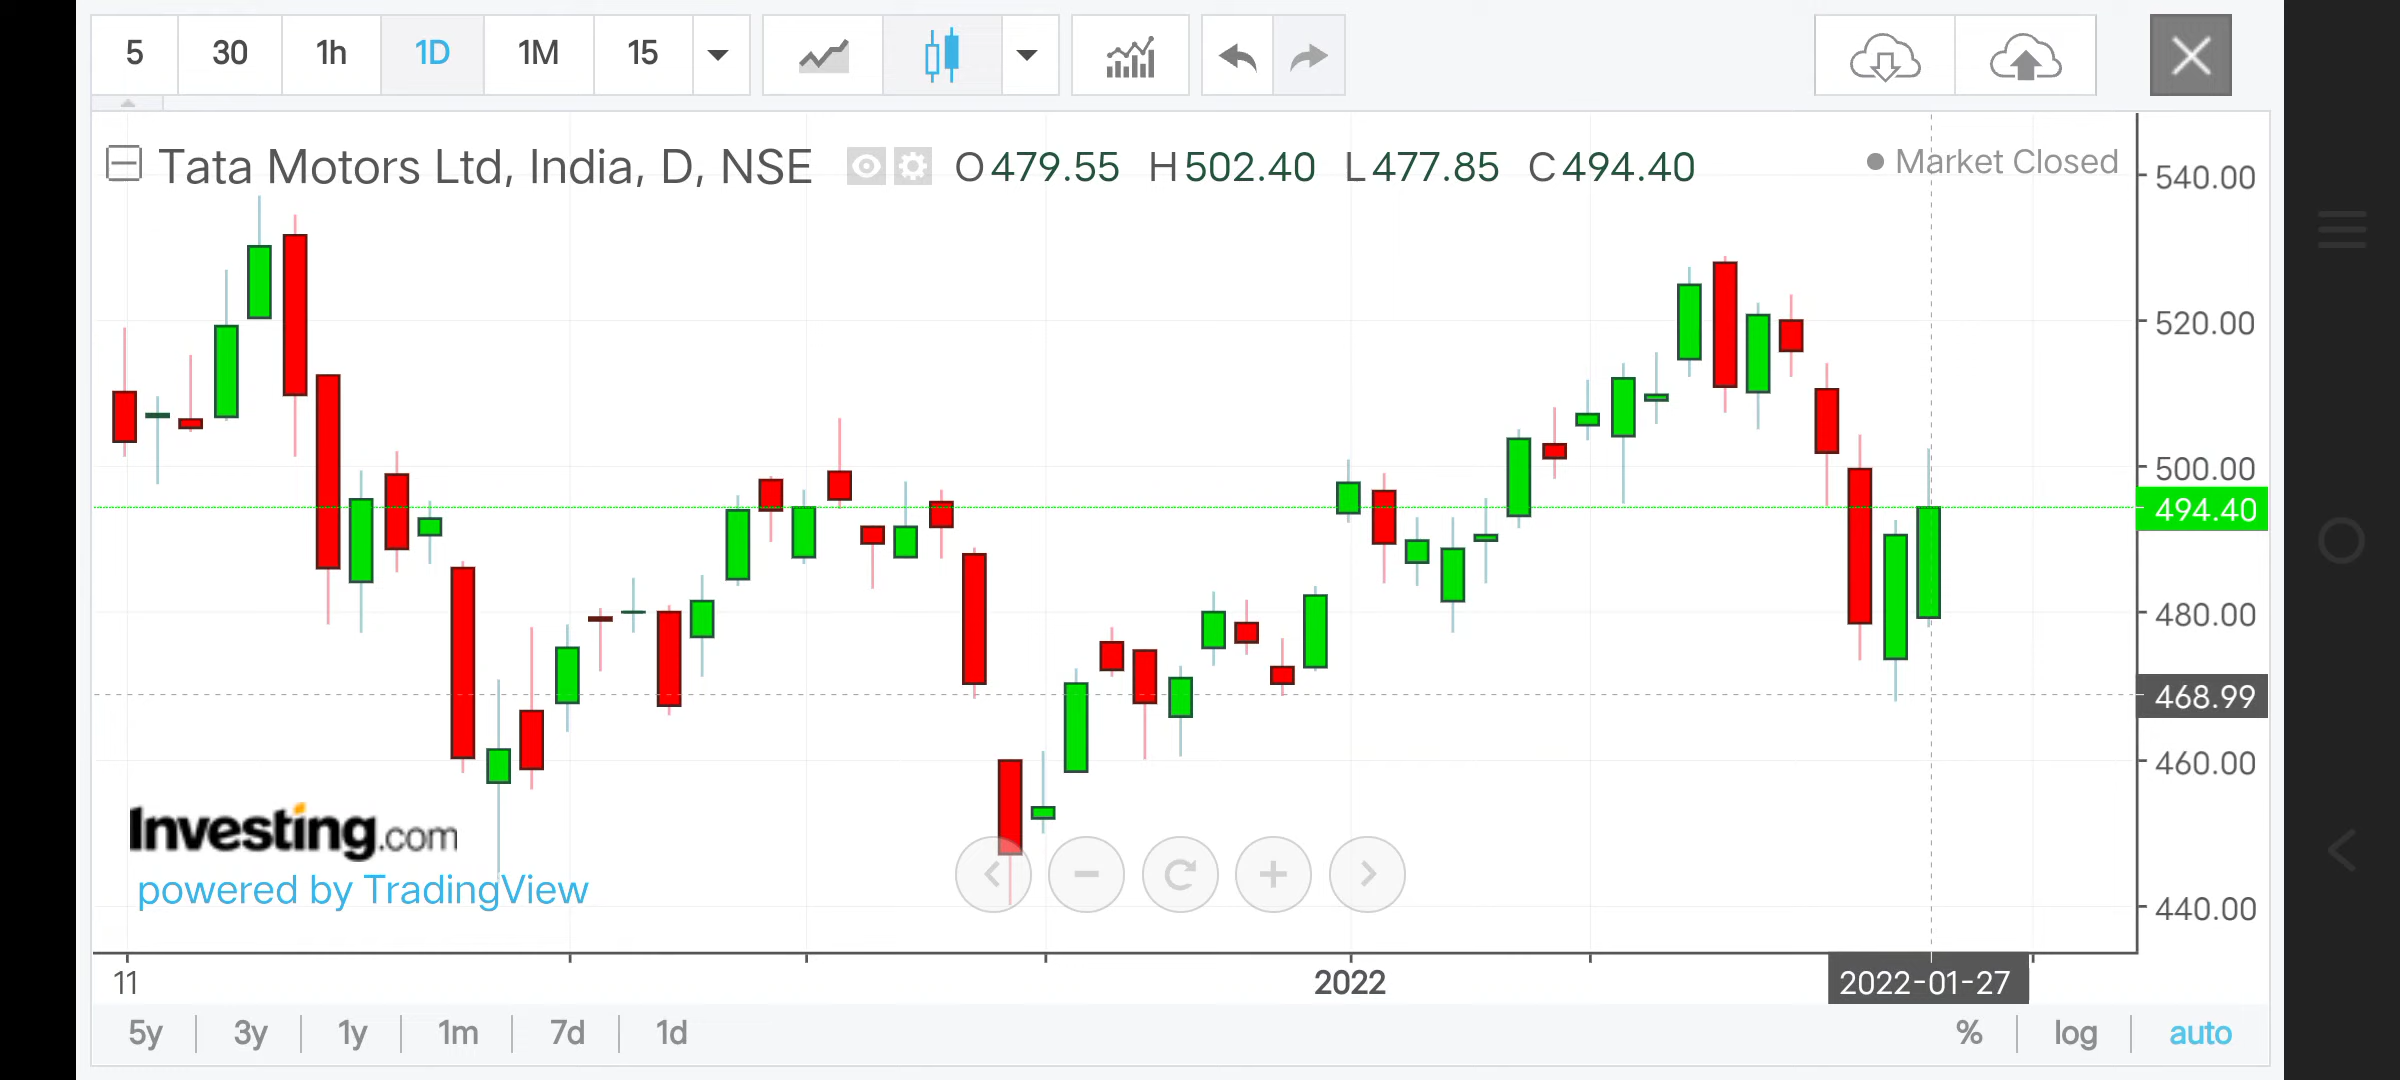 5 30 1h 1D 1M 15
Tata Motors Ltd, India, D, NSE O479.55 H502.40 L477.85 C494.40 Market Closed
540.00
520.00
500.00
494.40
480.00
468.99
460.00
440.00
Investing.com
powered by TradingView
11 2022 2022-01-27
5y 3y 1y 1m 7d 1d % log auto